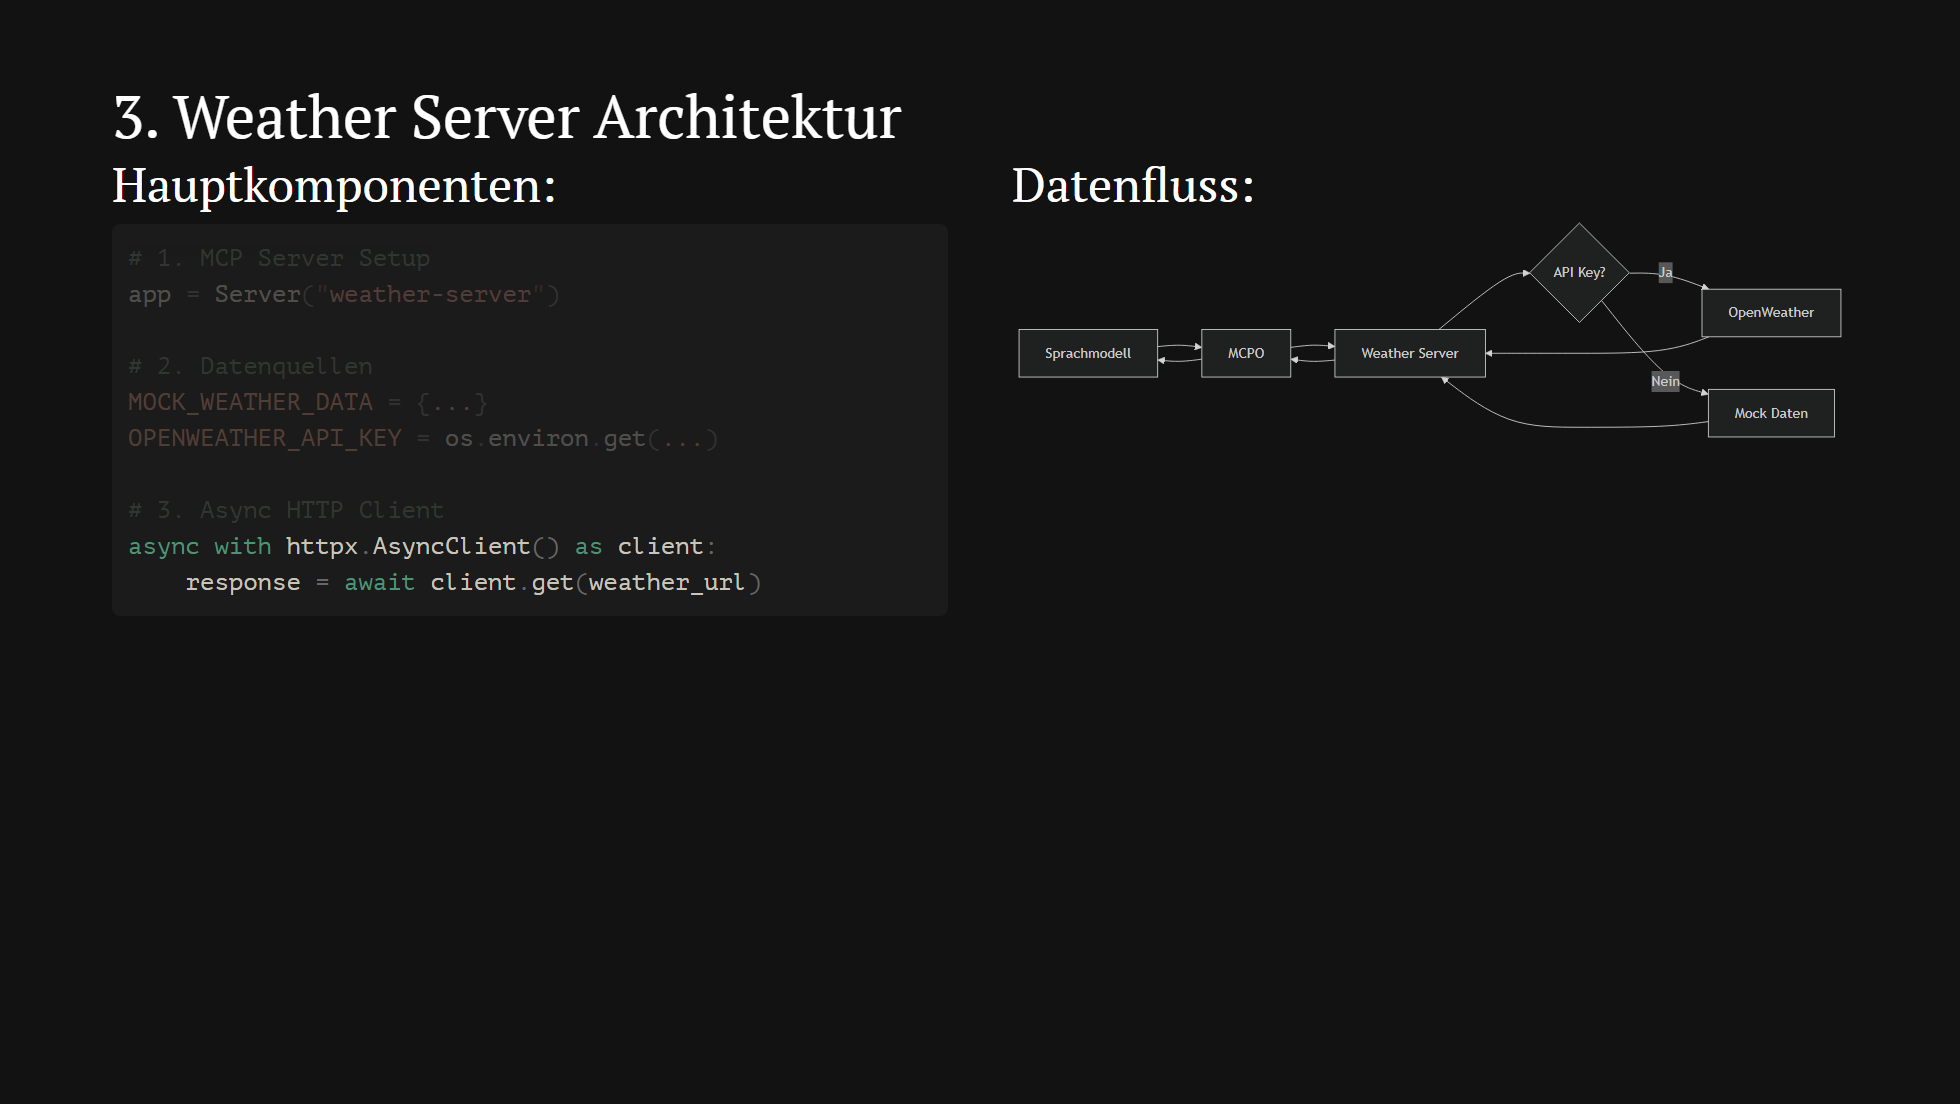 3. Weather Server Architektur
Hauptkomponenten:
# 1. MCP Server Setup
app = Server("weather-server")
# 2. Datenquellen
MOCK_WEATHER_DATA = {...}
OPENWEATHER_API_KEY = os.environ.get(...)
# 3. Async HTTP Client
async with httpx.AsyncClient() as client:
    response = await client.get(weather_url)
Datenfluss:
Sprachmodell
MCPO
Weather Server
API Key?
Ja
OpenWeather
Nein
Mock Daten